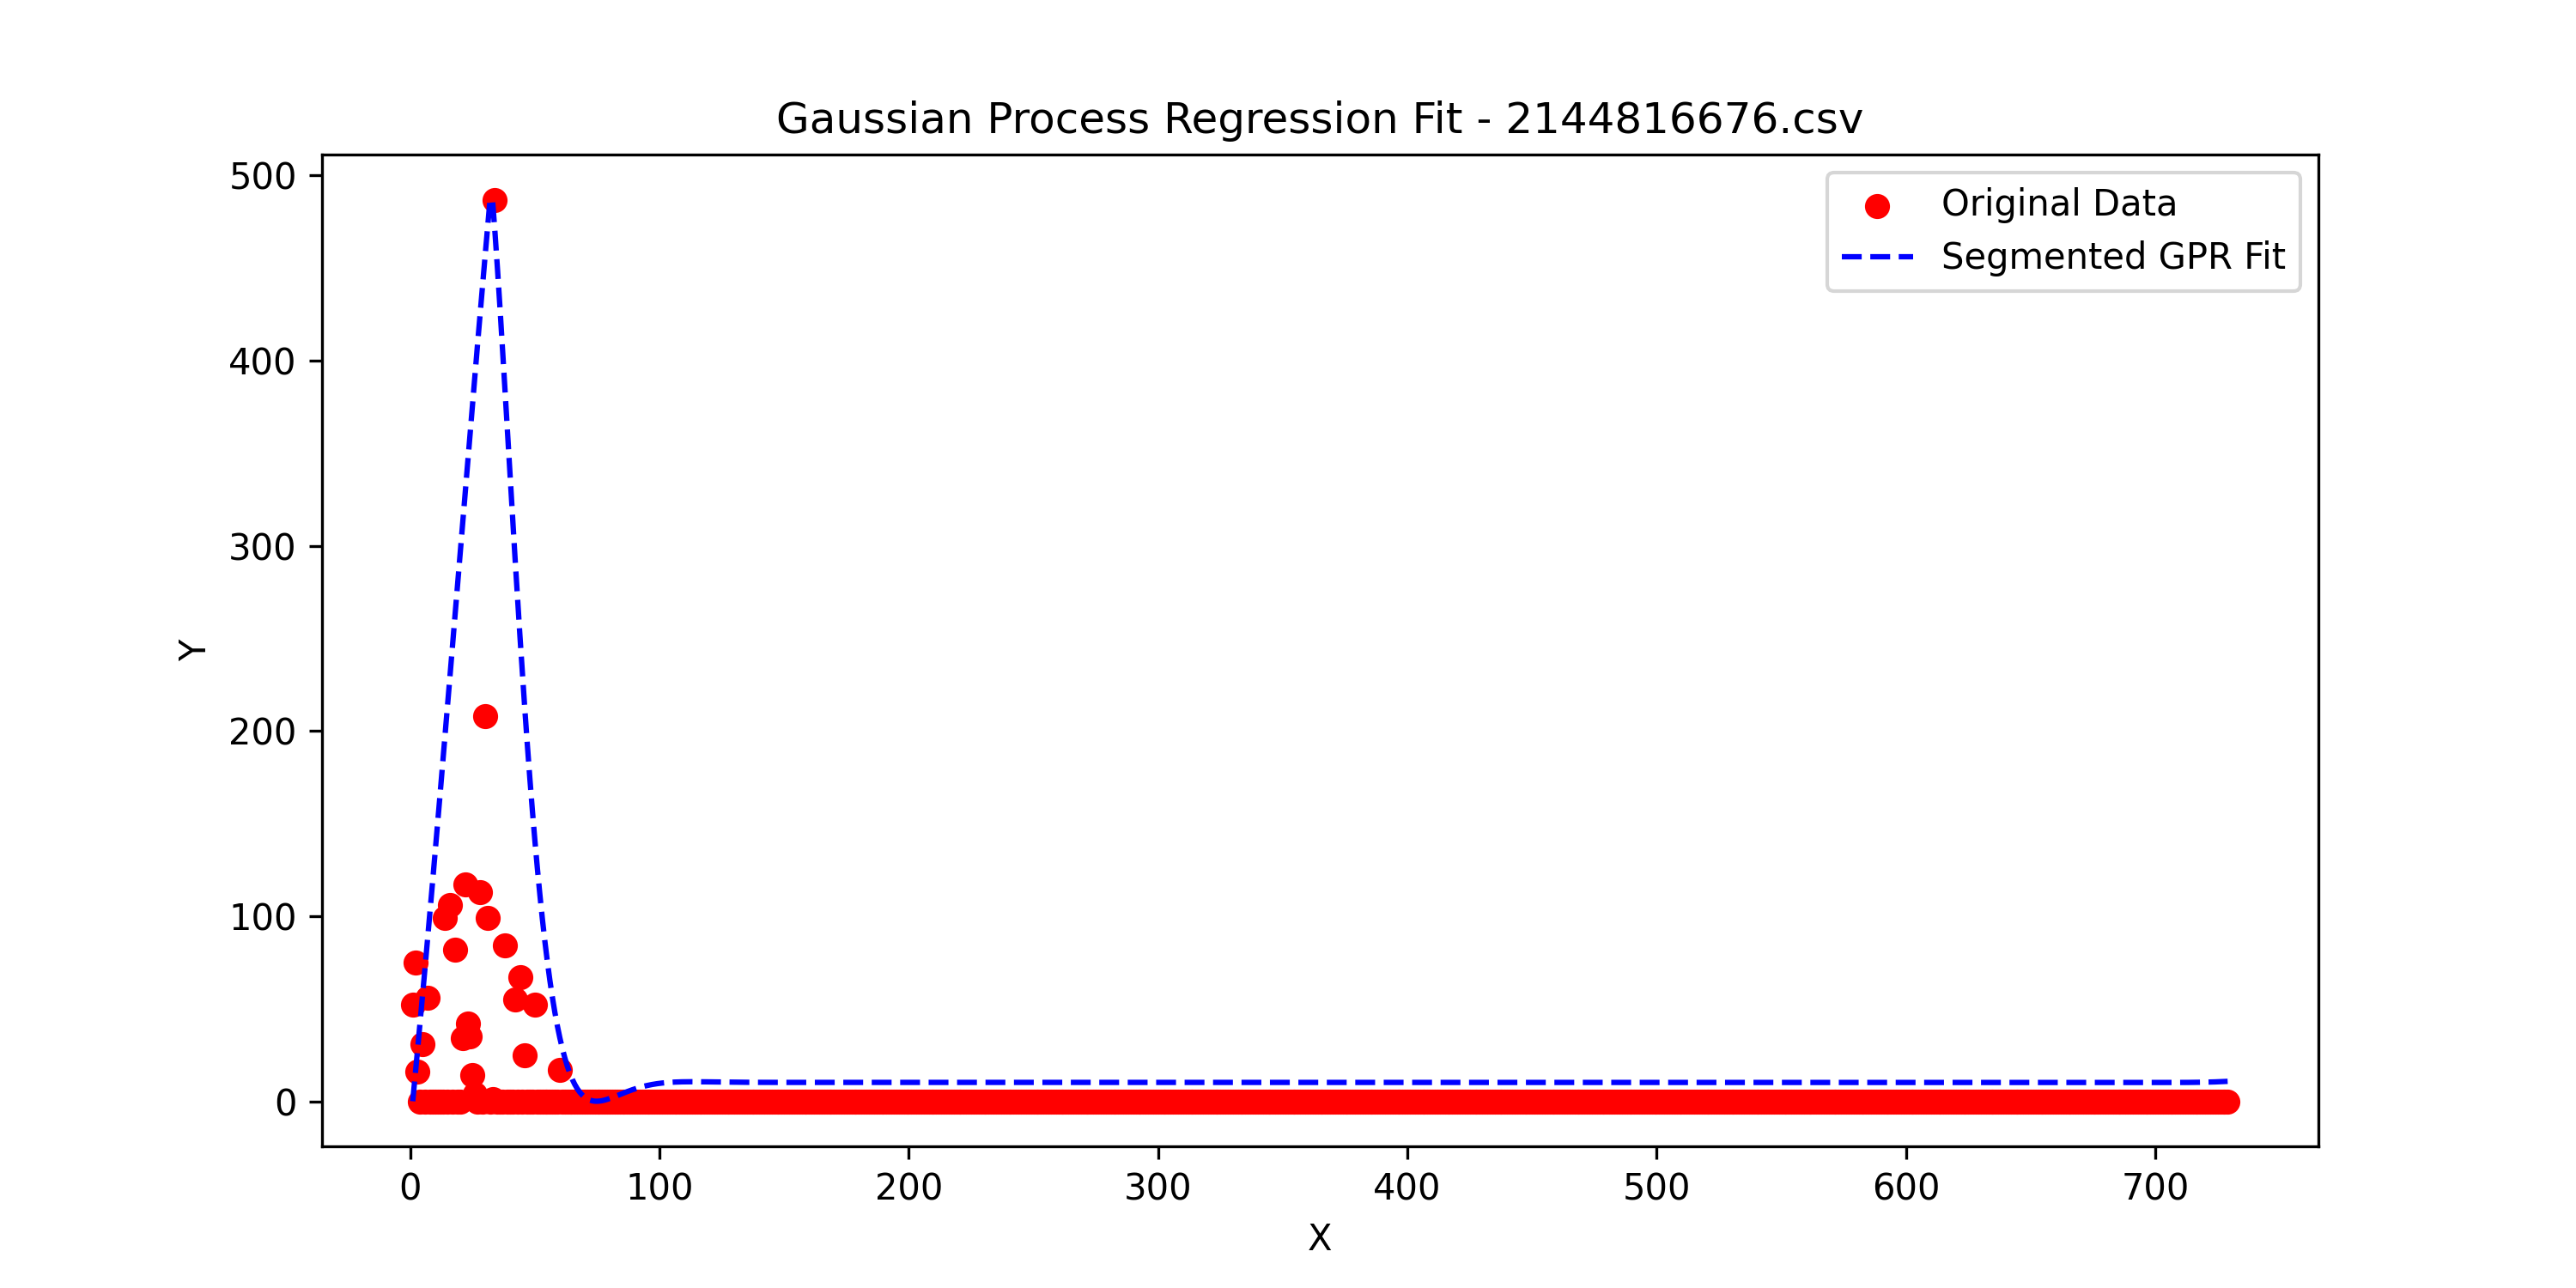 Gaussian Process Regression Fit - 2144816676.csv
Original Data
Segmented GPR Fit
500
400
300
200
100
0
Y
0 100 200 300 400 500 600 700
X